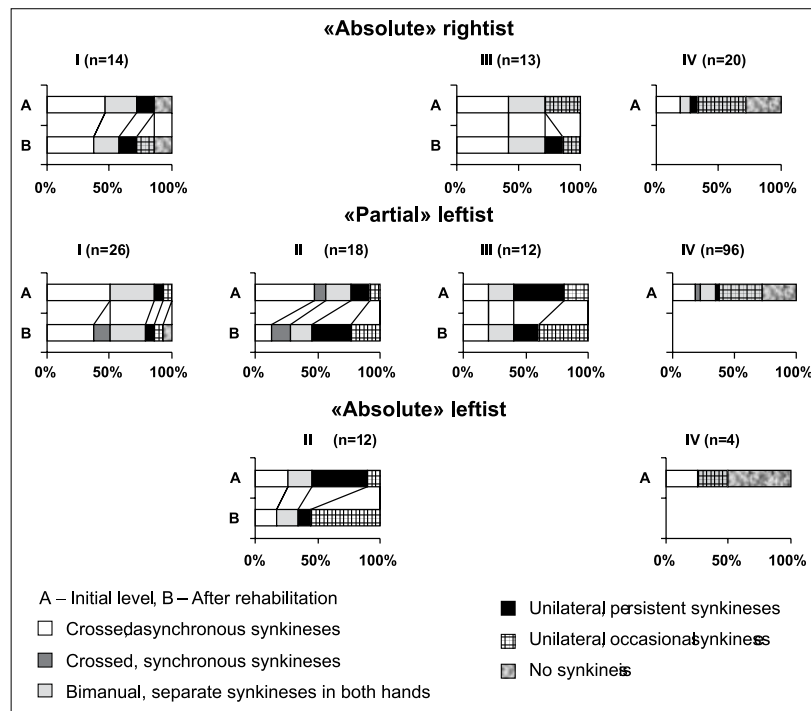 «Absolute» rightist
I (n=14) III (n=13) IV (n=20)
A A A
B B
0% 50% 100% 0% 50% 100% 0% 50% 100%
«Partial» leftist
I (n=26) II (n=18) III (n=12) IV (n=96)
A A A A
B B B
0% 50% 100% 0% 50% 100% 0% 50% 100% 0% 50% 100%
«Absolute» leftist
II (n=12) IV (n=4)
A A
B
0% 50% 100% 0% 50% 100%
A – Initial level, B – After rehabilitation
Crossed, asynchronous synkineses
Crossed, synchronous synkineses
Bimanual, separate synkineses in both hands
Unilateral, persistent synkineses
Unilateral, occasional synkineses
No synkineis